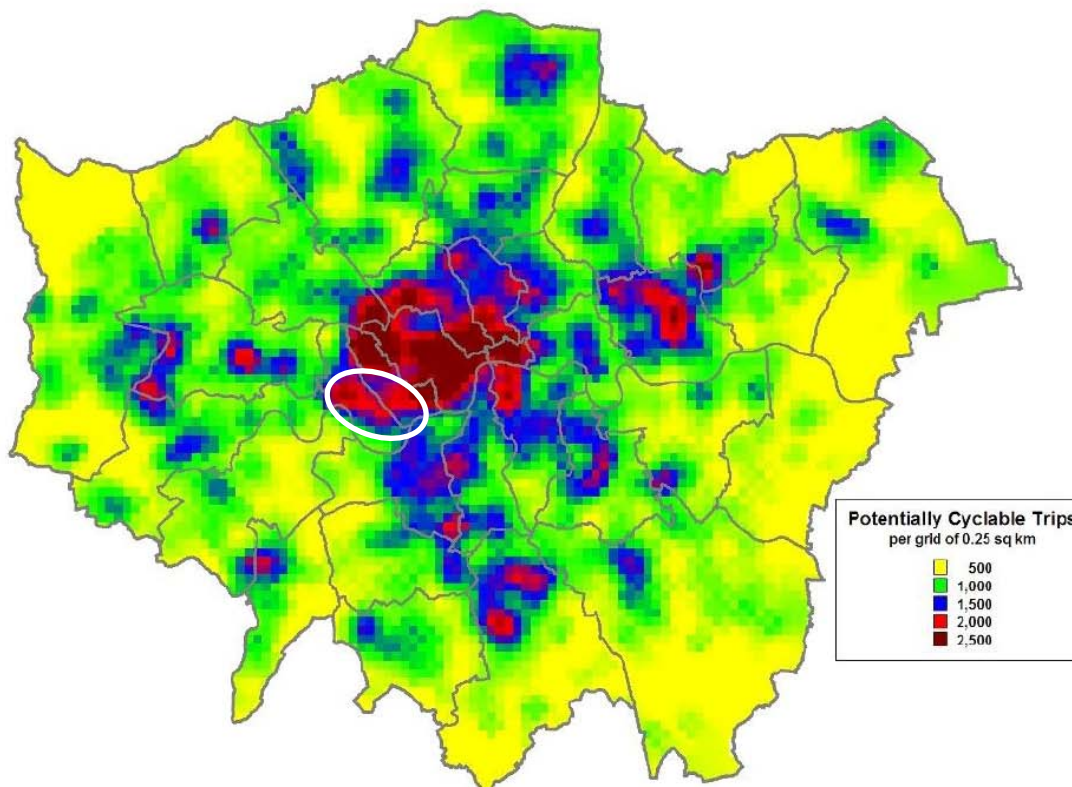 Potentially Cyclable Trips
per grid of 0.25 sq km
500
1,000
1,500
2,000
2,500